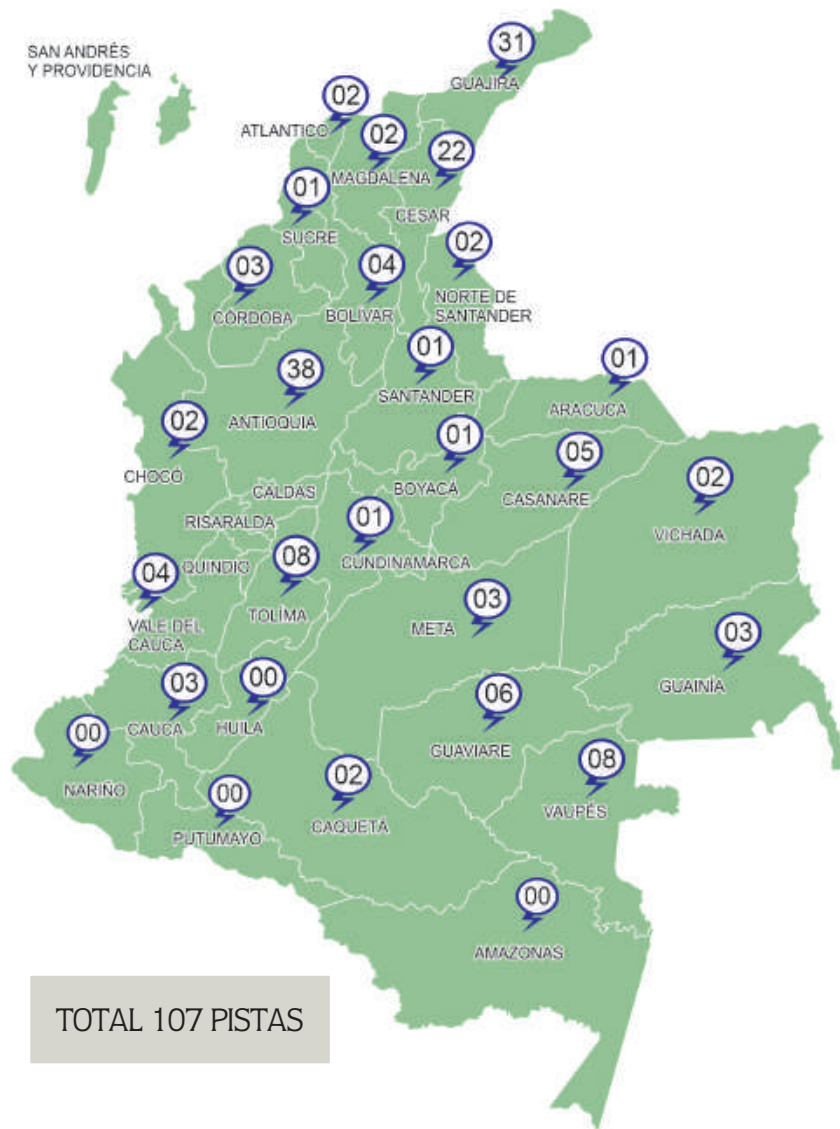 SAN ANDRÉS
Y PROVIDENCIA
31
GUAJIRA
02
ATLANTICO
02
MAGDALENA
22
CESAR
01
SUCRE
02
NORTE DE
SANTANDER
03
CÓRDOBA
04
BOLÍVAR
01
SANTANDER
38
ANTIOQUIA
01
ARACUCA
02
CHOCÓ
01
BOYACÁ
05
CASANARE
02
VICHADA
CALDAS
RISARALDA
01
CUNDINAMARCA
QUINDIO
08
TOLÍMA
04
VALE DEL
CAUCA
03
META
03
GUAINÍA
03
CAUCA
00
HUILA
06
GUAVIARE
00
NARIÑO
00
PUTUMAYO
02
CAQUETÁ
08
VAUPÉS
00
AMAZONAS
TOTAL 107 PISTAS